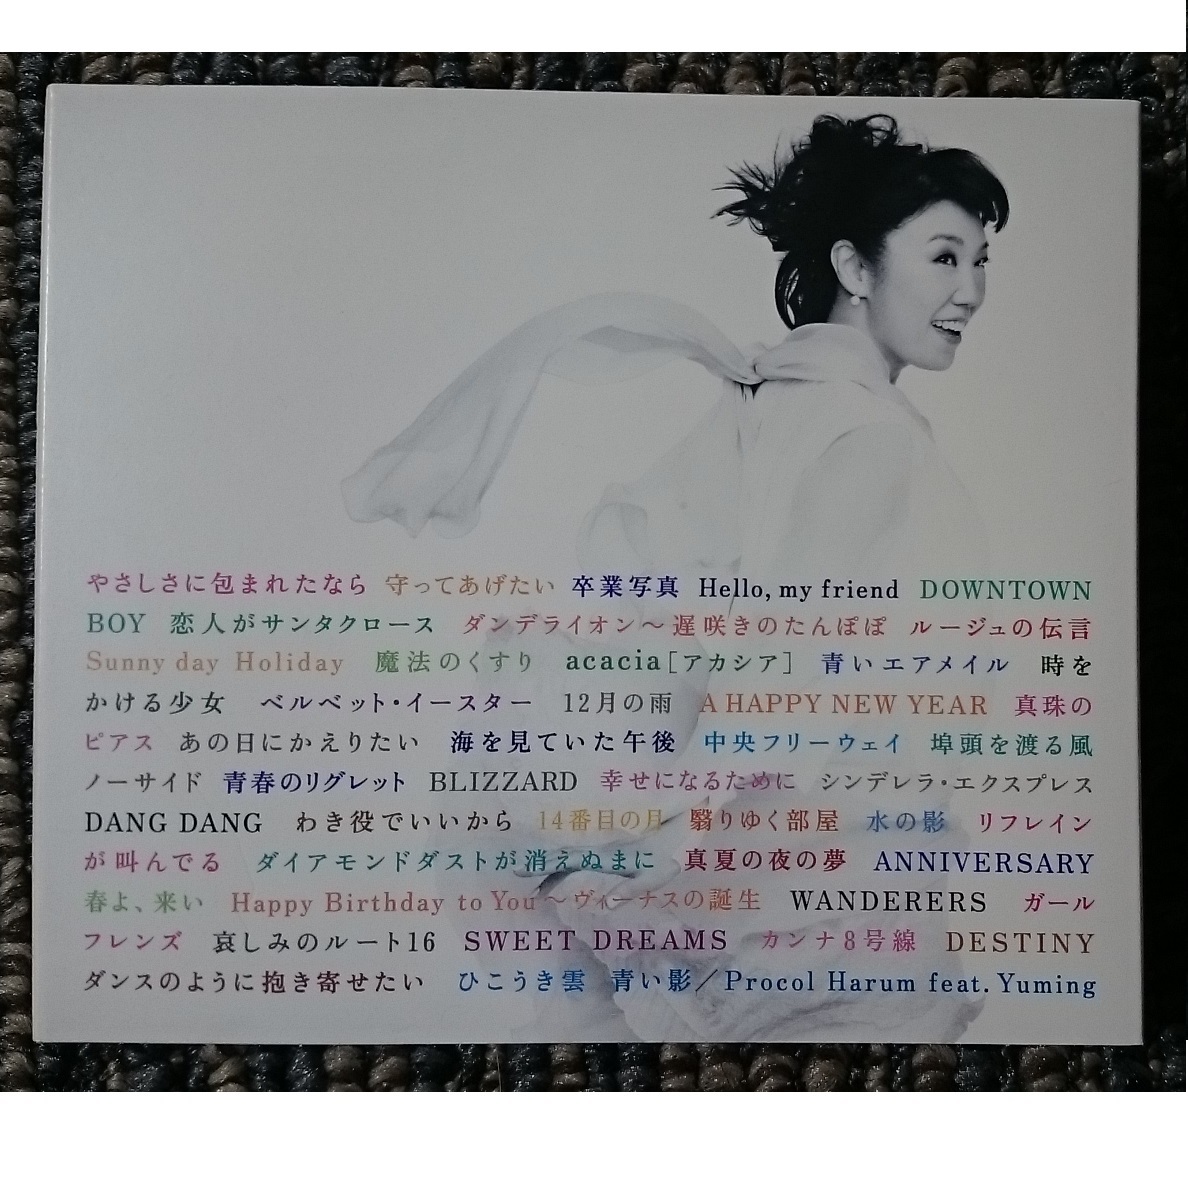 やさしさに包まれたなら 守ってあげたい 卒業写真 Hello, my friend DOWNTOWN
BOY 恋人がサンタクロース ダンデライオン〜遅咲きのたんぽぽ ルージュの伝言
Sunny day Holiday 魔法のくすり acacia[アカシア] 青いエアメイル 時を
かける少女 ベルベット・イースター 12月の雨 A HAPPY NEW YEAR 真珠の
ピアス あの日にかえりたい 海を見ていた午後 中央フリーウェイ 埠頭を渡る風
ノーサイド 青春のリグレット BLIZZARD 幸せになるために シンデレラ・エクスプレス
DANG DANG わき役でいいから 14番目の月 翳りゆく部屋 水の影 リフレイン
が叫んでる ダイアモンドダストが消えぬまに 真夏の夜の夢 ANNIVERSARY
春よ、来い Happy Birthday to You〜ヴィーナスの誕生 WANDERERS ガール
フレンズ 哀しみのルート16 SWEET DREAMS カンナ8号線 DESTINY
ダンスのように抱き寄せたい ひこうき雲 青い影／Procol Harum feat. Yuming